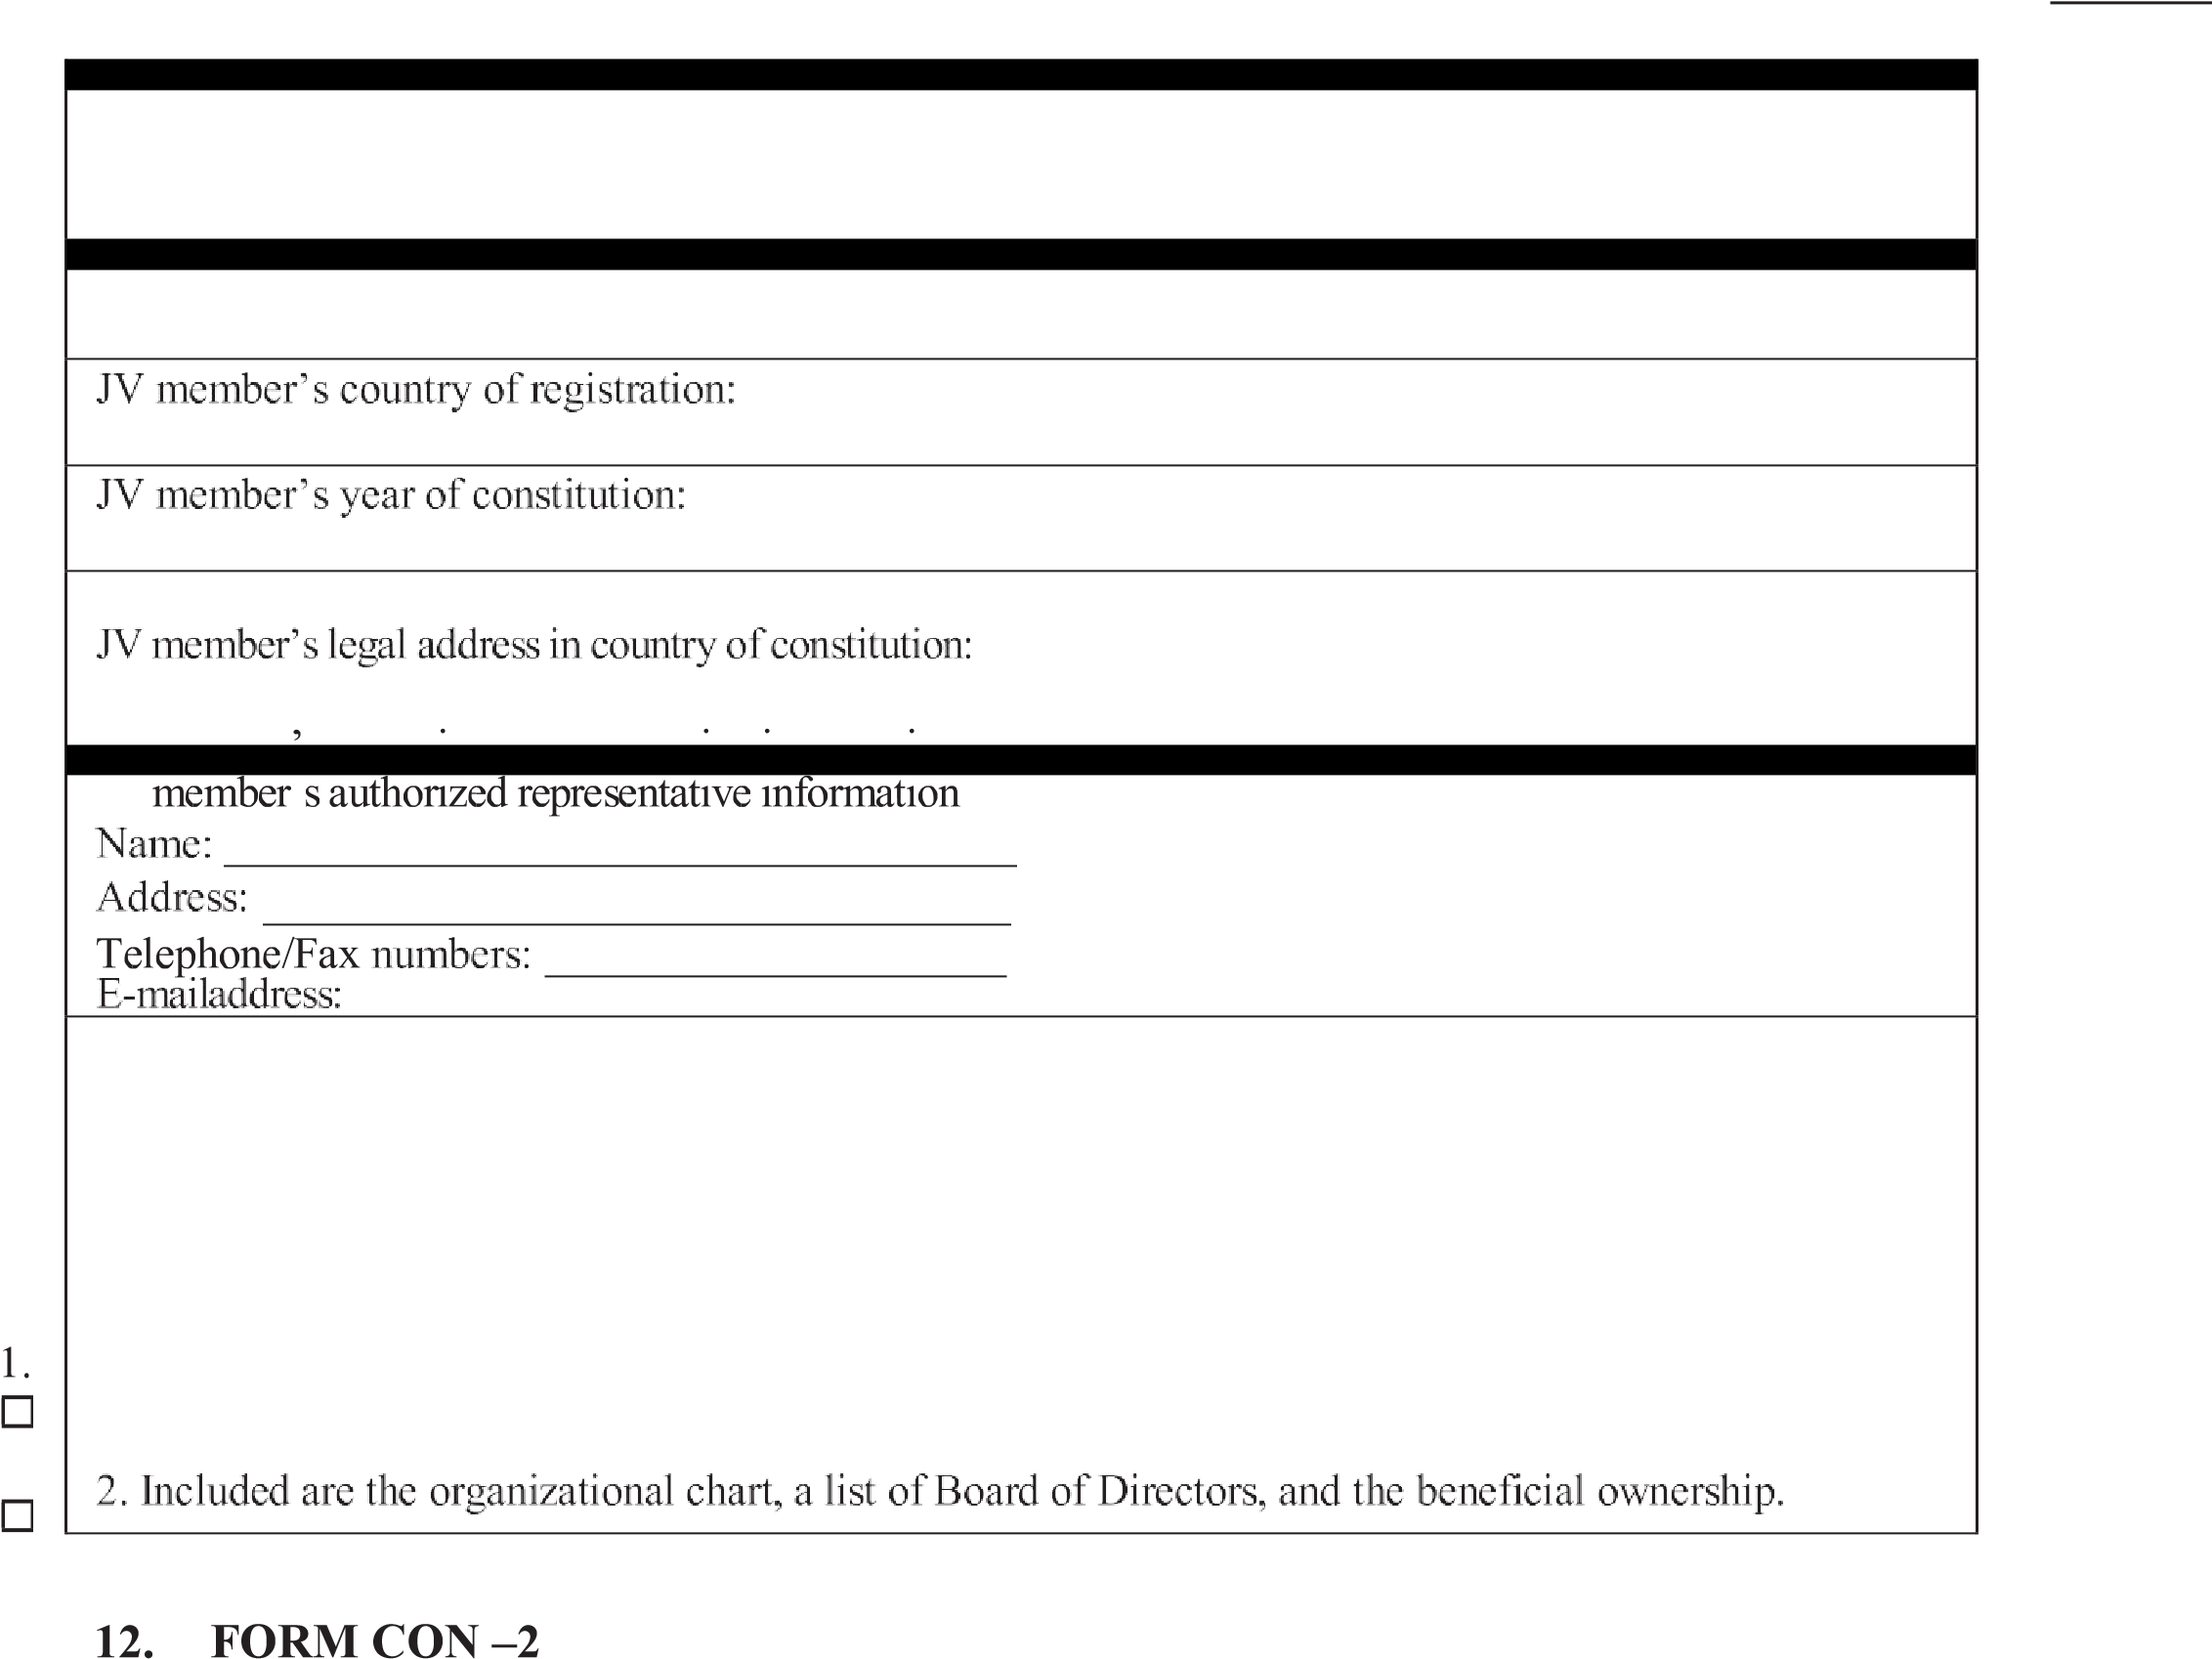 JV member’s country of registration:
JV member’s year of constitution:
JV member’s legal address in country of constitution:
member s authorized representative information
Name:
Address:
Telephone/Fax numbers:
E-mailaddress:
1.
2. Included are the organizational chart, a list of Board of Directors, and the beneficial ownership.
12. FORM CON –2